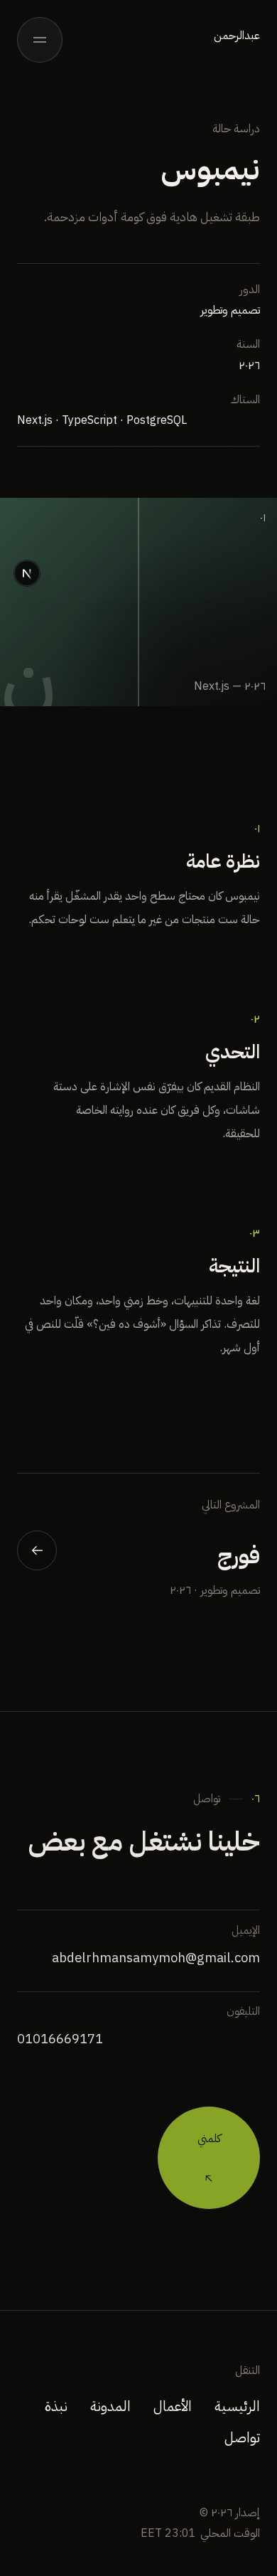 عبدالرحمن
دراسة حالة
نيمبوس
طبقة تشغيل هادية فوق كومة أدوات مزدحمة.
الدور
تصميم وتطوير
السنة
٢٠٢٦
الستاك
Next.js · TypeScript · PostgreSQL
٠١
N
ن
Next.js — ٢٠٢٦
٠١
نظرة عامة
نيمبوس كان محتاج سطح واحد يقدر المشغّل يقرأ منه
حالة ست منتجات من غير ما يتعلم ست لوحات تحكم.
٠٢
التحدي
النظام القديم كان بيفرّق نفس الإشارة على دستة
شاشات، وكل فريق كان عنده روايته الخاصة
للحقيقة.
٠٣
النتيجة
لغة واحدة للتنبيهات، وخط زمني واحد، ومكان واحد
للتصرف. تذاكر السؤال «أشوف ده فين؟» قلّت للنص في
أول شهر.
المشروع التالي
فورج
تصميم وتطوير · ٢٠٢٦
٠٦ — تواصل
خلينا نشتغل مع بعض
الإيميل
abdelrhmansamymoh@gmail.com
التليفون
01016669171
كلمني
التنقل
الرئيسية الأعمال المدونة نبذة
تواصل
إصدار ٢٠٢٦ ©
الوقت المحلي 23:01 EET